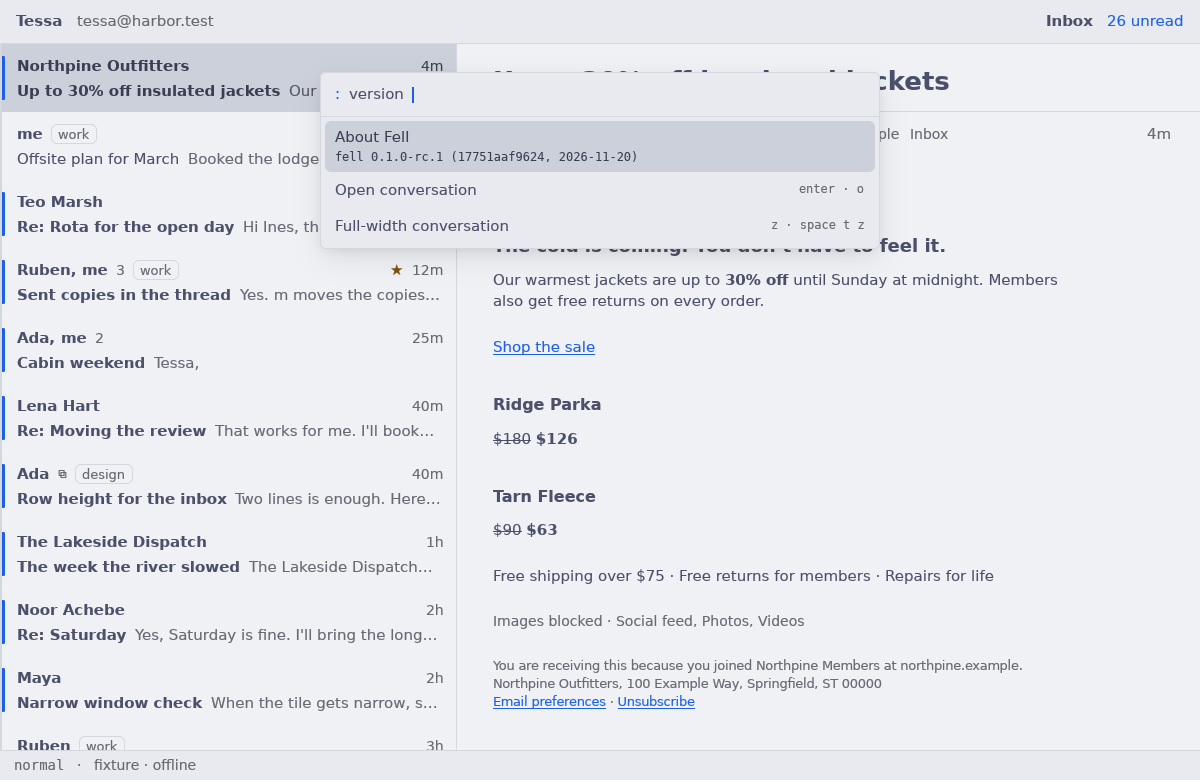 Tessa tessa@harbor.test Inbox 26 unread
Northpine Outfitters 4m
Up to 30% off insulated jackets Our
me work
Offsite plan for March Booked the lodge
Teo Marsh
Re: Rota for the open day Hi Ines, th
Ruben, me 3 work ★ 12m
Sent copies in the thread Yes. m moves the copies…
Ada, me 2 25m
Cabin weekend Tessa,
Lena Hart 40m
Re: Moving the review That works for me. I'll book…
Ada design 40m
Row height for the inbox Two lines is enough. Here…
The Lakeside Dispatch 1h
The week the river slowed The Lakeside Dispatch…
Noor Achebe 2h
Re: Saturday Yes, Saturday is fine. I'll bring the long…
Maya 2h
Narrow window check When the tile gets narrow, s…
Ruben work 3h
: version
About Fell
fell 0.1.0-rc.1 (17751aaf9624, 2026-11-20)
Open conversation enter · o
Full-width conversation z · space t z
ckets
ple Inbox 4m
The cold is coming. You don't have to feel it.
Our warmest jackets are up to 30% off until Sunday at midnight. Members
also get free returns on every order.
Shop the sale
Ridge Parka
$180 $126
Tarn Fleece
$90 $63
Free shipping over $75 · Free returns for members · Repairs for life
Images blocked · Social feed, Photos, Videos
You are receiving this because you joined Northpine Members at northpine.example.
Northpine Outfitters, 100 Example Way, Springfield, ST 00000
Email preferences · Unsubscribe
normal · fixture · offline